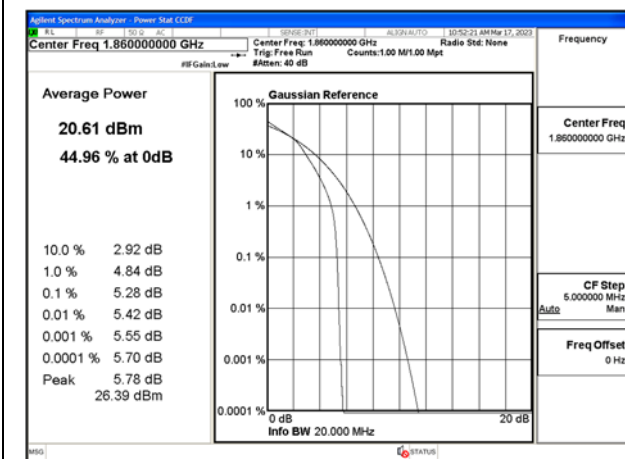 Agilent Spectrum Analyzer - Power Stat CCDF
RL RF 50 Ω AC SENSE:INT ALIGN AUTO 10:52:21 AM Mar 17, 2023
Center Freq 1.860000000 GHz
Center Freq: 1.860000000 GHz Radio Std: None
Trig: Free Run Counts:1.00 M/1.00 Mpt
#IFGain:Low #Atten: 40 dB
Frequency
Average Power
20.61 dBm
44.96 % at 0dB
10.0 % 2.92 dB
1.0 % 4.84 dB
0.1 % 5.28 dB
0.01 % 5.42 dB
0.001 % 5.55 dB
0.0001 % 5.70 dB
Peak 5.78 dB
26.39 dBm
Gaussian Reference
100 %
10 %
1 %
0.1 %
0.01 %
0.001 %
0.0001 %
0 dB 20 dB
Info BW 20.000 MHz
Center Freq
1.860000000 GHz
CF Step
5.000000 MHz
Auto Man
Freq Offset
0 Hz
MSG STATUS